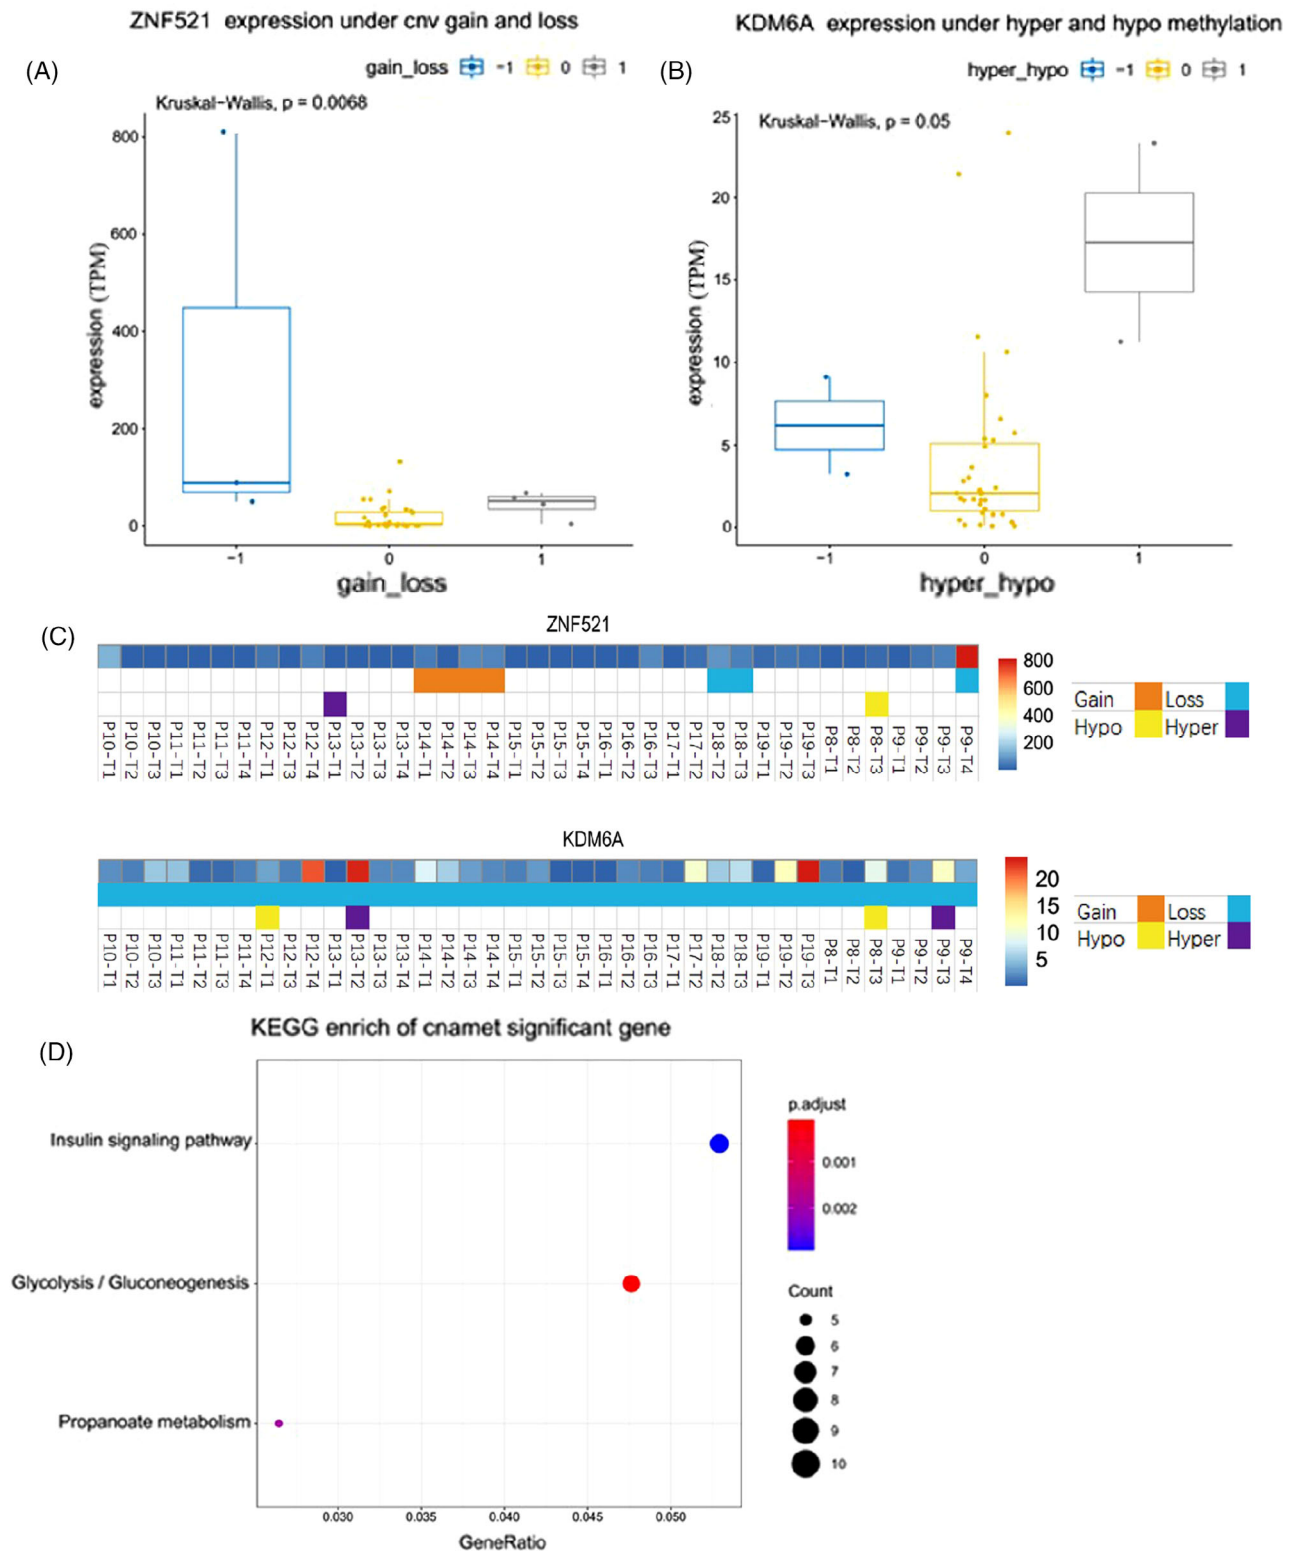 ZNF521 expression under cnv gain and loss
KDM6A expression under hyper and hypo methylation
(A)
gain_loss -1 0 1
Kruskal-Wallis, p = 0.0068
800
600
400
200
0
expression (TPM)
-1 0 1
gain_loss
(B)
hyper_hypo -1 0 1
Kruskal-Wallis, p = 0.05
25
20
15
10
5
0
expression (TPM)
-1 0 1
hyper_hypo
(C)
ZNF521
P10-T1 P10-T2 P10-T3 P11-T1 P11-T2 P11-T3 P11-T4 P12-T1 P12-T3 P12-T4 P13-T1 P13-T2 P13-T3 P13-T4 P14-T1 P14-T2 P14-T3 P14-T4 P15-T1 P15-T2 P15-T3 P15-T4 P16-T1 P16-T2 P16-T3 P17-T1 P17-T2 P18-T2 P18-T3 P19-T1 P19-T2 P19-T3 P8-T1 P8-T2 P8-T3 P9-T1 P9-T2 P9-T3 P9-T4
800
600
400
200
Gain Loss
Hypo Hyper
KDM6A
P10-T1 P10-T2 P10-T3 P11-T1 P11-T2 P11-T3 P11-T4 P12-T1 P12-T3 P12-T4 P13-T1 P13-T2 P13-T3 P13-T4 P14-T1 P14-T2 P14-T3 P14-T4 P15-T1 P15-T2 P15-T3 P15-T4 P16-T1 P16-T2 P16-T3 P17-T1 P17-T2 P18-T2 P18-T3 P19-T1 P19-T2 P19-T3 P8-T1 P8-T2 P8-T3 P9-T1 P9-T2 P9-T3 P9-T4
20
15
10
5
Gain Loss
Hypo Hyper
(D)
KEGG enrich of cnamet significant gene
Insulin signaling pathway
Glycolysis / Gluconeogenesis
Propanoate metabolism
0.030 0.035 0.040 0.045 0.050
GeneRatio
p.adjust
0.001
0.002
Count
5
6
7
8
9
10